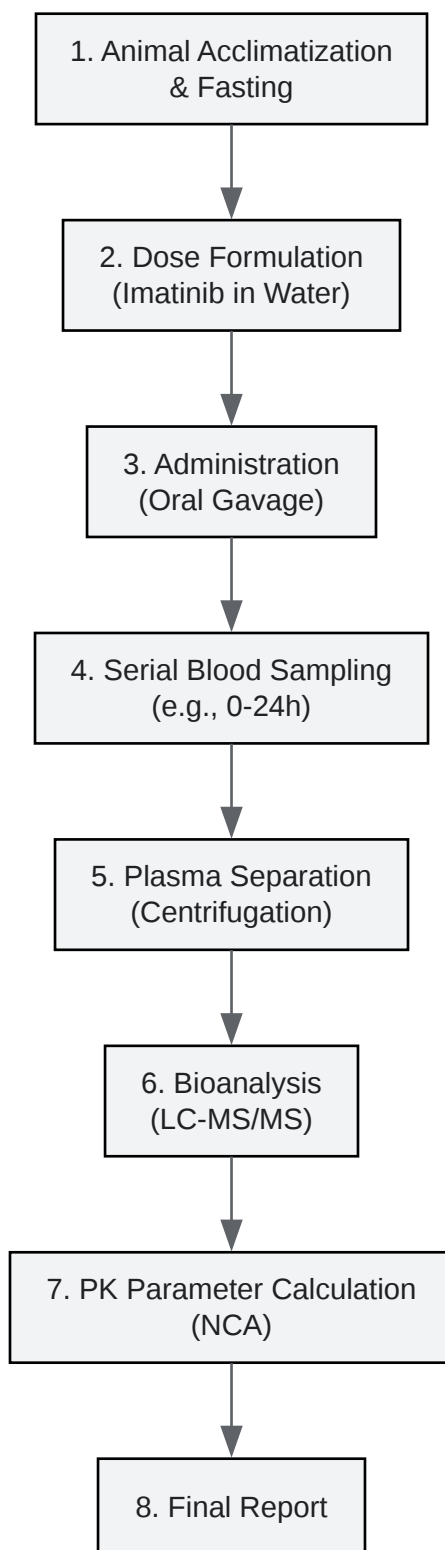 1. Animal Acclimatization
& Fasting
2. Dose Formulation
(Imatinib in Water)
3. Administration
(Oral Gavage)
4. Serial Blood Sampling
(e.g., 0-24h)
5. Plasma Separation
(Centrifugation)
6. Bioanalysis
(LC-MS/MS)
7. PK Parameter Calculation
(NCA)
8. Final Report